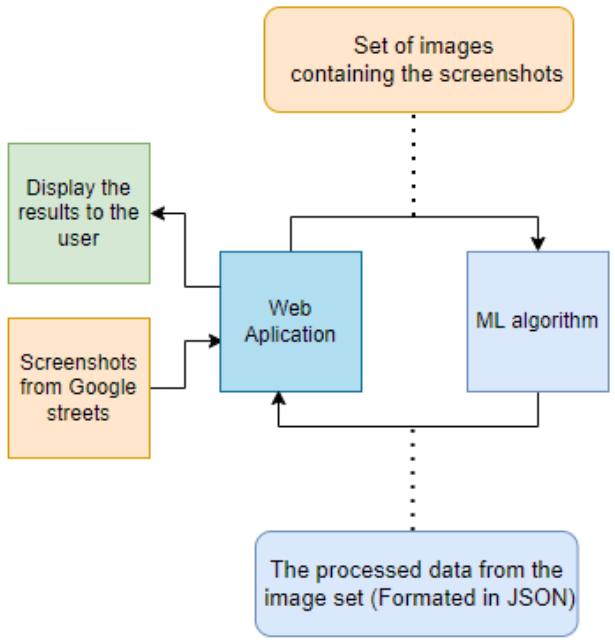 Set of images
containing the screenshots
Display the
results to the
user
Web
Aplication
ML algorithm
Screenshots
from Google
streets
The processed data from the
image set (Formated in JSON)